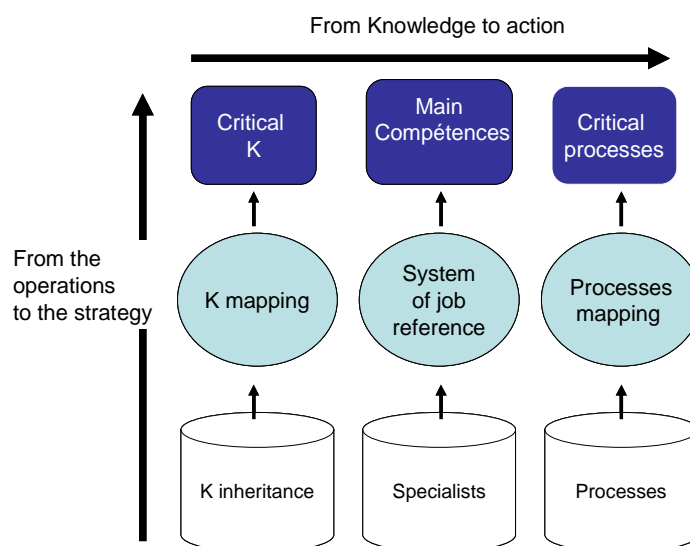 From Knowledge to action
Critical
K
Main
Compétences
Critical
processes
From the
operations
to the strategy
K mapping
System
of job
reference
Processes
mapping
K inheritance
Specialists
Processes